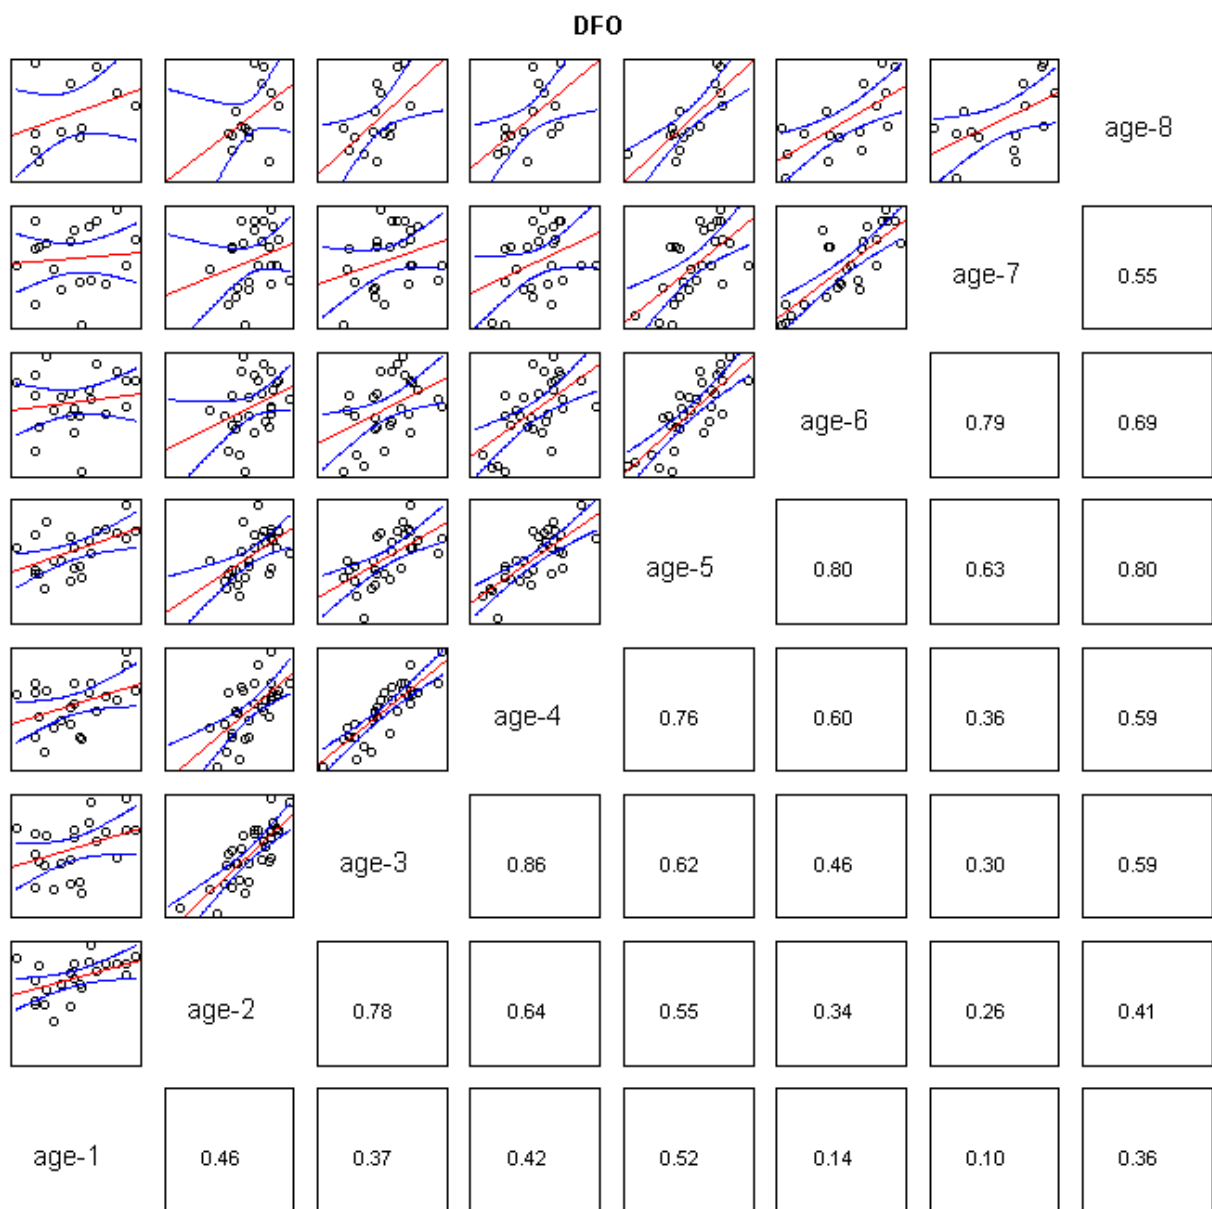 DFO
age-8
age-7 0.55
age-6 0.79 0.69
age-5 0.80 0.63 0.80
age-4 0.76 0.60 0.36 0.59
age-3 0.86 0.62 0.46 0.30 0.59
age-2 0.78 0.64 0.55 0.34 0.26 0.41
age-1 0.46 0.37 0.42 0.52 0.14 0.10 0.36